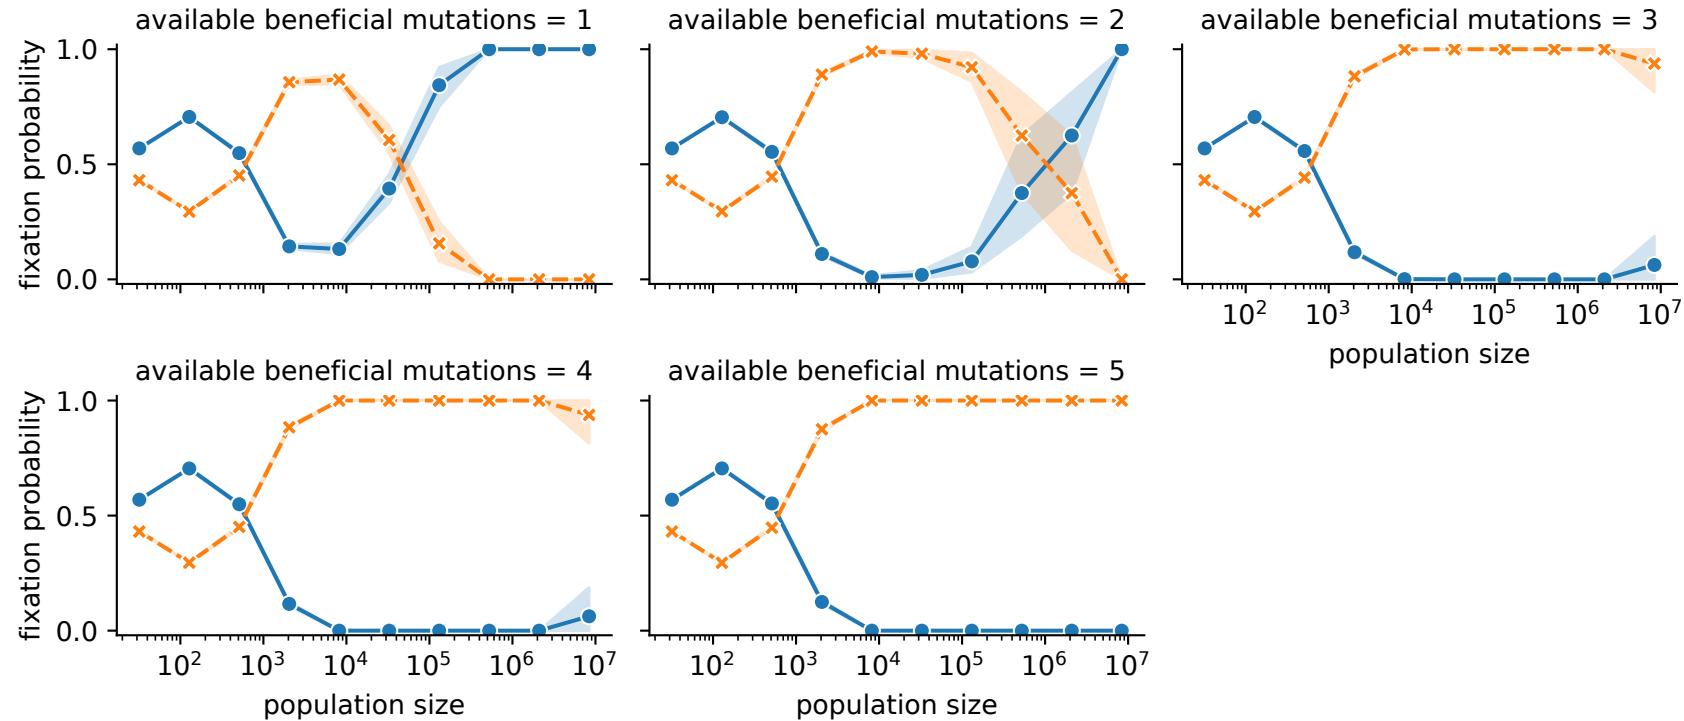 available beneficial mutations = 1
available beneficial mutations = 2
available beneficial mutations = 3
fixation probability
1.0
0.5
0.0
10² 10³ 10⁴ 10⁵ 10⁶ 10⁷
population size
available beneficial mutations = 4
available beneficial mutations = 5
fixation probability
1.0
0.5
0.0
10² 10³ 10⁴ 10⁵ 10⁶ 10⁷
10² 10³ 10⁴ 10⁵ 10⁶ 10⁷
population size
population size